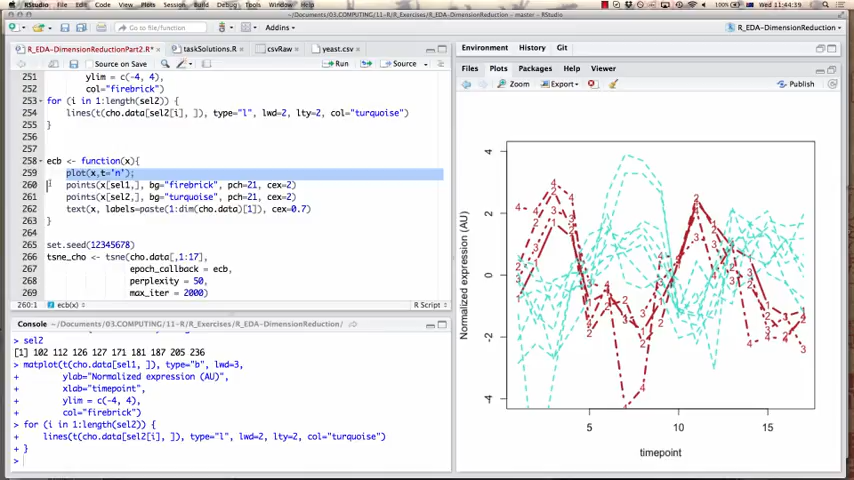 RStudio File Edit Code View Plots Session Build Debug Tools Window Help
100% 11:44:39
~/Documents/03.COMPUTING/11-R/R_Exercises/R_EDA-DimensionReduction - master - RStudio
Go to file/function Addins R_EDA-DimensionReduction
R_EDA-DimensionReductionPart2.R* taskSolutions.R csvRaw yeast.csv
Source on Save Run Source
251 ylim = c(-4, 4),
252 col="firebrick")
253 for (i in 1:length(sel2)) {
254 lines(t(cho.data[sel2[i], ]), type="l", lwd=2, lty=2, col="turquoise")
255 }
256
257
258 ecb <- function(x){
259 plot(x,t='n');
260 points(x[sel1,], bg="firebrick", pch=21, cex=2)
261 points(x[sel2,], bg="turquoise", pch=21, cex=2)
262 text(x, labels=paste(1:dim(cho.data)[1]), cex=0.7)
263 }
264
265 set.seed(12345678)
266 tsne_cho <- tsne(cho.data[,1:17],
267 epoch_callback = ecb,
268 perplexity = 50,
269 max_iter = 2000)
260:1 ecb(x) R Script
Console ~/Documents/03.COMPUTING/11-R/R_Exercises/R_EDA-DimensionReduction/
> sel2
[1] 102 112 126 127 171 181 187 205 236
> matplot(t(cho.data[sel1, ]), type="b", lwd=3,
+ ylab="Normalized expression (AU)",
+ xlab="timepoint",
+ ylim = c(-4, 4),
+ col="firebrick")
> for (i in 1:length(sel2)) {
+ lines(t(cho.data[sel2[i], ]), type="l", lwd=2, lty=2, col="turquoise")
+ }
>
Environment History Git
Files Plots Packages Help Viewer
Zoom Export Publish
Normalized expression (AU)
2
0
-2
-4
5 10 15
timepoint